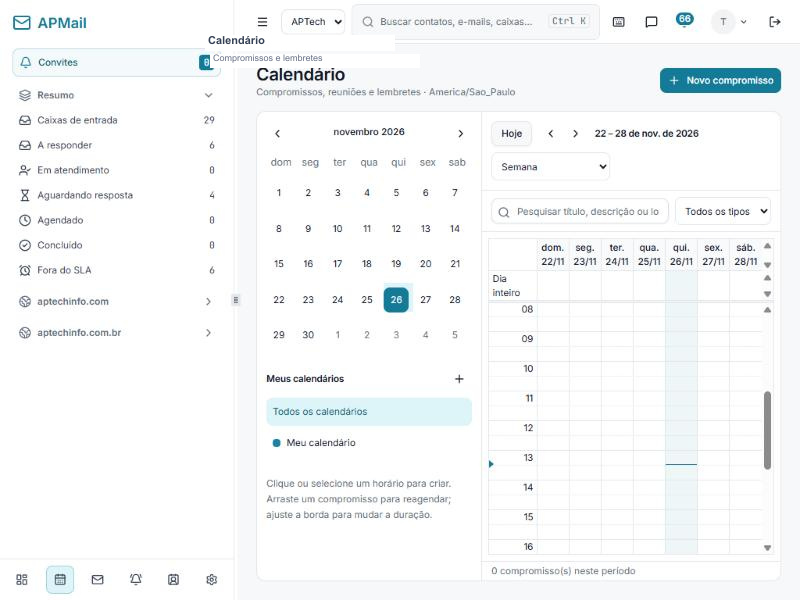 APMail
APTech
Buscar contatos, e-mails, caixas...
Ctrl K
66
T
Calendário
Compromissos e lembretes
Convites
0
Resumo
Caixas de entrada 29
A responder 6
Em atendimento 0
Aguardando resposta 4
Agendado 0
Concluído 0
Fora do SLA 6
aptechinfo.com
aptechinfo.com.br
Calendário
Compromissos, reuniões e lembretes · America/Sao_Paulo
Novo compromisso
novembro 2026
dom seg ter qua qui sex sab
1 2 3 4 5 6 7
8 9 10 11 12 13 14
15 16 17 18 19 20 21
22 23 24 25 26 27 28
29 30 1 2 3 4 5
Meus calendários
Todos os calendários
Meu calendário
Clique ou selecione um horário para criar.
Arraste um compromisso para reagendar;
ajuste a borda para mudar a duração.
Hoje
22 – 28 de nov. de 2026
Semana
Pesquisar título, descrição ou lo
Todos os tipos
dom. seg. ter. qua. qui. sex. sáb.
22/11 23/11 24/11 25/11 26/11 27/11 28/11
Dia
inteiro
08
09
10
11
12
13
14
15
16
0 compromisso(s) neste período